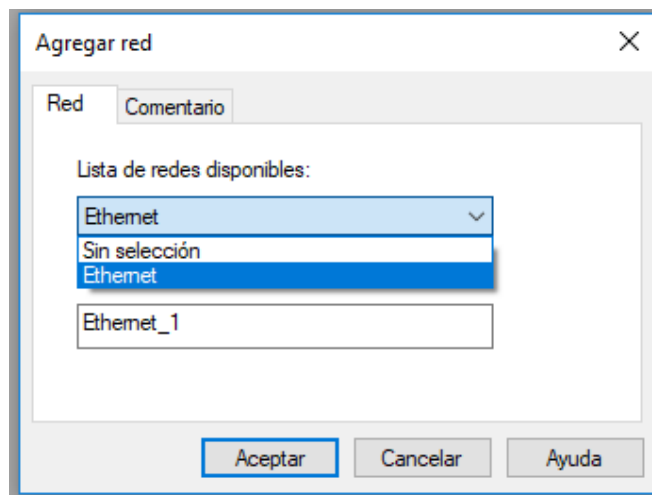 Agregar red
Red
Comentario
Lista de redes disponibles:
Ethernet
Sin selección
Ethernet
Ethernet_1
Aceptar
Cancelar
Ayuda